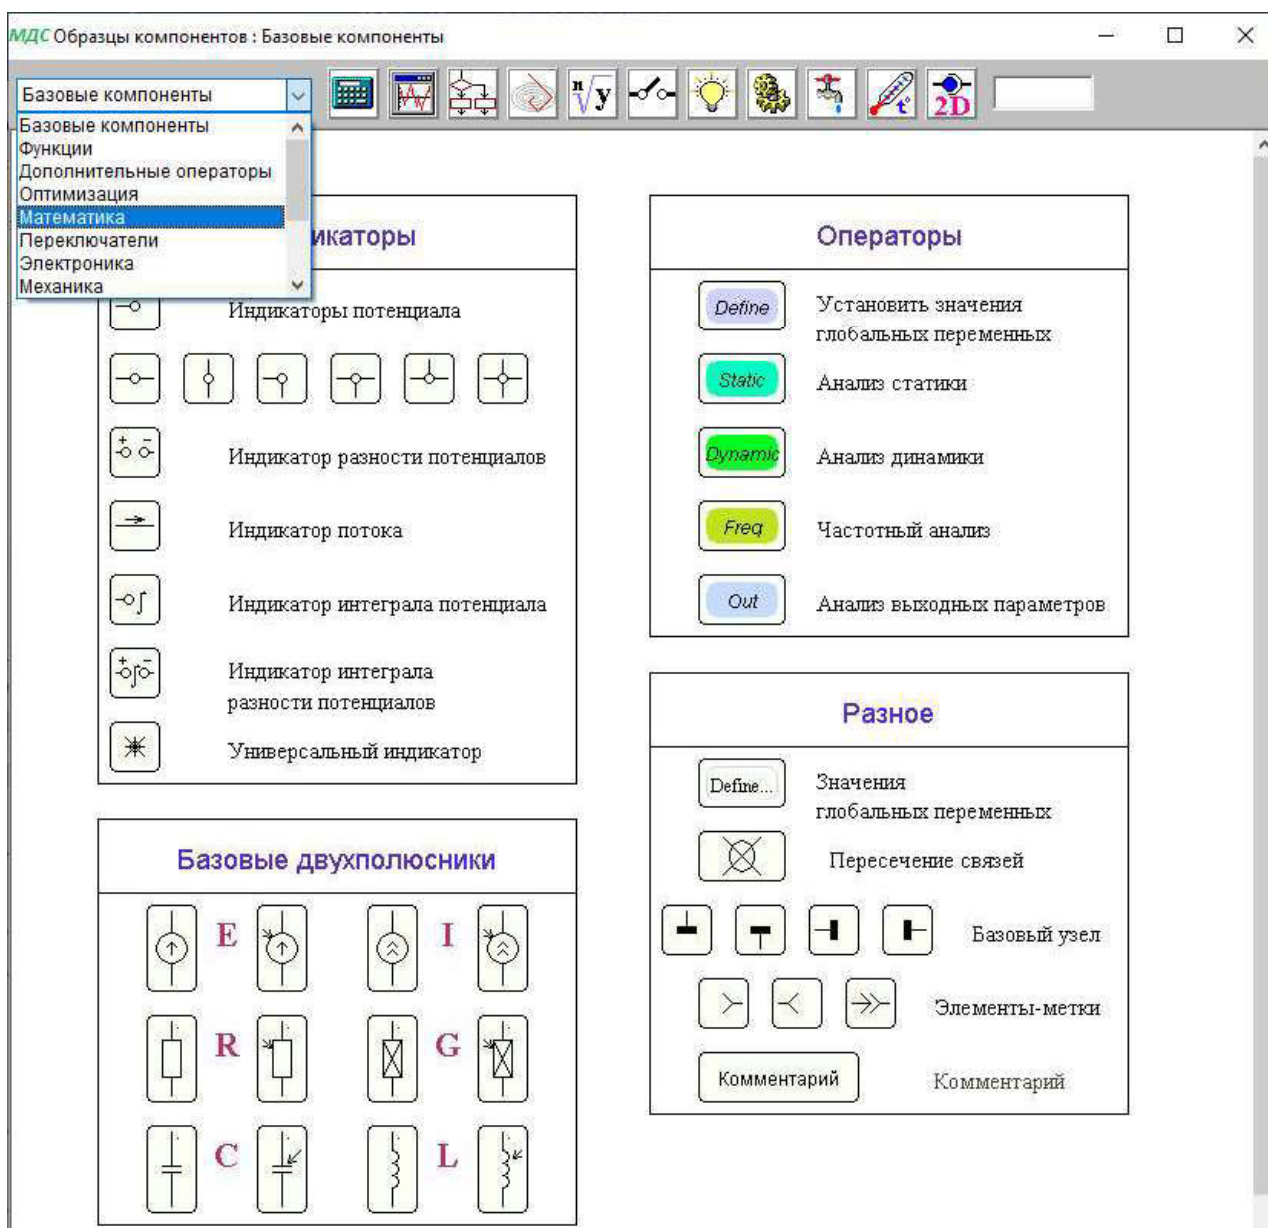 МДС Образцы компонентов : Базовые компоненты
Базовые компоненты
Базовые компоненты
Функции
Дополнительные операторы
Оптимизация
Математика
Переключатели
Электроника
Механика
n√y
t°
2D
икаторы
Индикаторы потенциала
Индикатор разности потенциалов
Индикатор потока
Индикатор интеграла потенциала
Индикатор интеграла
разности потенциалов
Универсальный индикатор
Базовые двухполюсники
E
I
R
G
C
L
Операторы
Define
Установить значения
глобальных переменных
Static
Анализ статики
Dynamic
Анализ динамики
Freq
Частотный анализ
Out
Анализ выходных параметров
Разное
Define...
Значения
глобальных переменных
Пересечение связей
Базовый узел
Элементы-метки
Комментарий
Комментарий